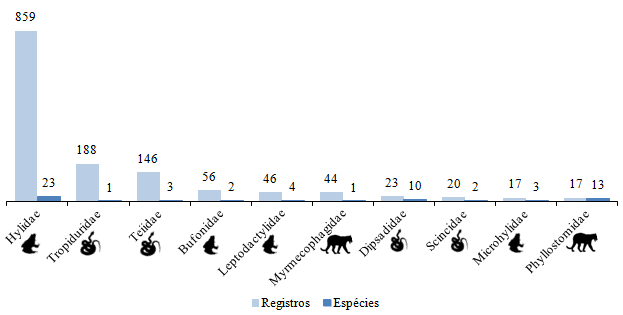 859
23
188
1
146
3
56
2
46
4
44
1
23
10
20
2
17
3
17
13
Hylidae
Tropiduridae
Teiidae
Bufonidae
Leptodactylidae
Myrmecophagidae
Dipsadidae
Scincidae
Microhylidae
Phyllostomidae
Registros
Espécies